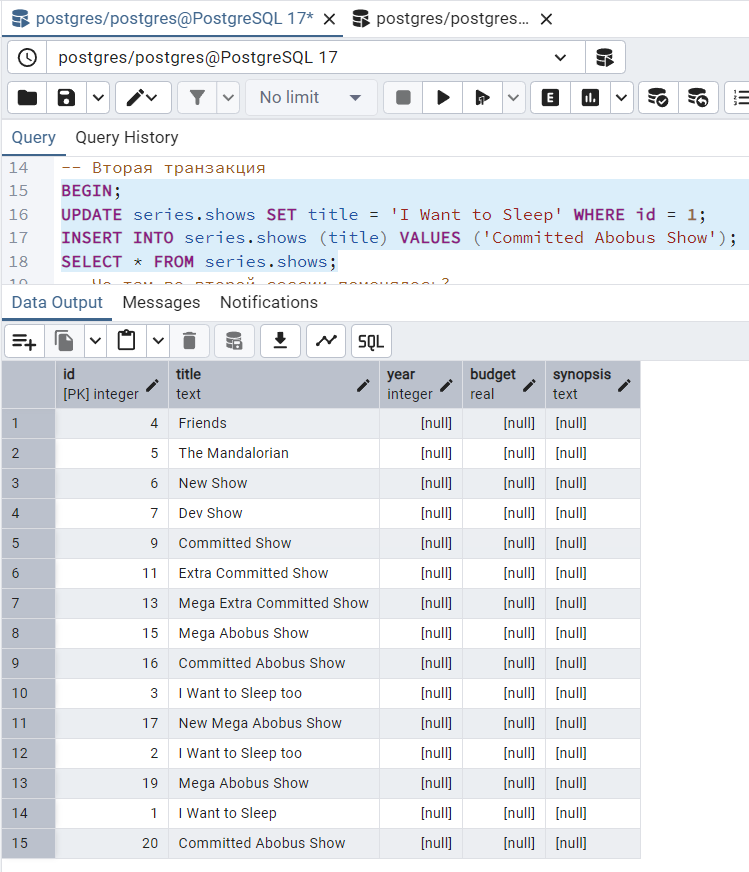 postgres/postgres@PostgreSQL 17*
postgres/postgres...
postgres/postgres@PostgreSQL 17
No limit
E
Query Query History
14 -- Вторая транзакция
15 BEGIN;
16 UPDATE series.shows SET title = 'I Want to Sleep' WHERE id = 1;
17 INSERT INTO series.shows (title) VALUES ('Committed Abobus Show');
18 SELECT * FROM series.shows;
Data Output Messages Notifications
SQL
id title year budget synopsis
[PK] integer text integer real text
1 4 Friends [null] [null] [null]
2 5 The Mandalorian [null] [null] [null]
3 6 New Show [null] [null] [null]
4 7 Dev Show [null] [null] [null]
5 9 Committed Show [null] [null] [null]
6 11 Extra Committed Show [null] [null] [null]
7 13 Mega Extra Committed Show [null] [null] [null]
8 15 Mega Abobus Show [null] [null] [null]
9 16 Committed Abobus Show [null] [null] [null]
10 3 I Want to Sleep too [null] [null] [null]
11 17 New Mega Abobus Show [null] [null] [null]
12 2 I Want to Sleep too [null] [null] [null]
13 19 Mega Abobus Show [null] [null] [null]
14 1 I Want to Sleep [null] [null] [null]
15 20 Committed Abobus Show [null] [null] [null]